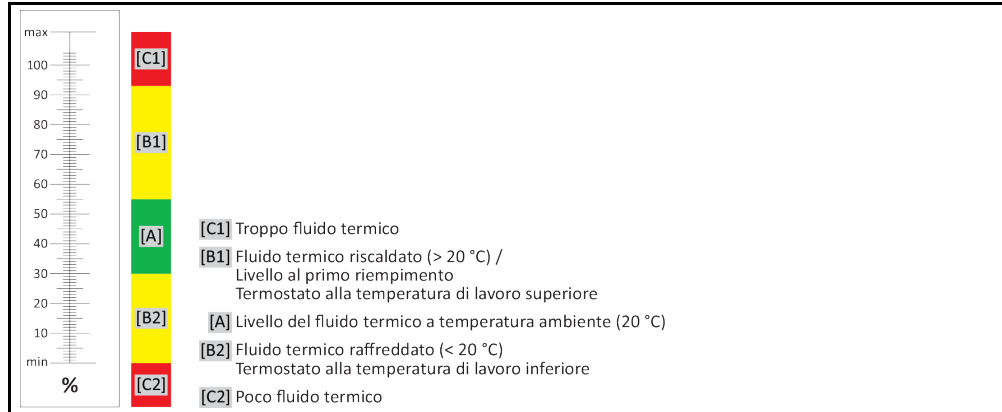 max
100
90
80
70
60
50
40
30
20
10
min
%
[C1]
[B1]
[A]
[B2]
[C2]
[C1] Troppo fluido termico
[B1] Fluido termico riscaldato (> 20 °C) /
Livello al primo riempimento
Termostato alla temperatura di lavoro superiore
[A] Livello del fluido termico a temperatura ambiente (20 °C)
[B2] Fluido termico raffreddato (< 20 °C)
Termostato alla temperatura di lavoro inferiore
[C2] Poco fluido termico